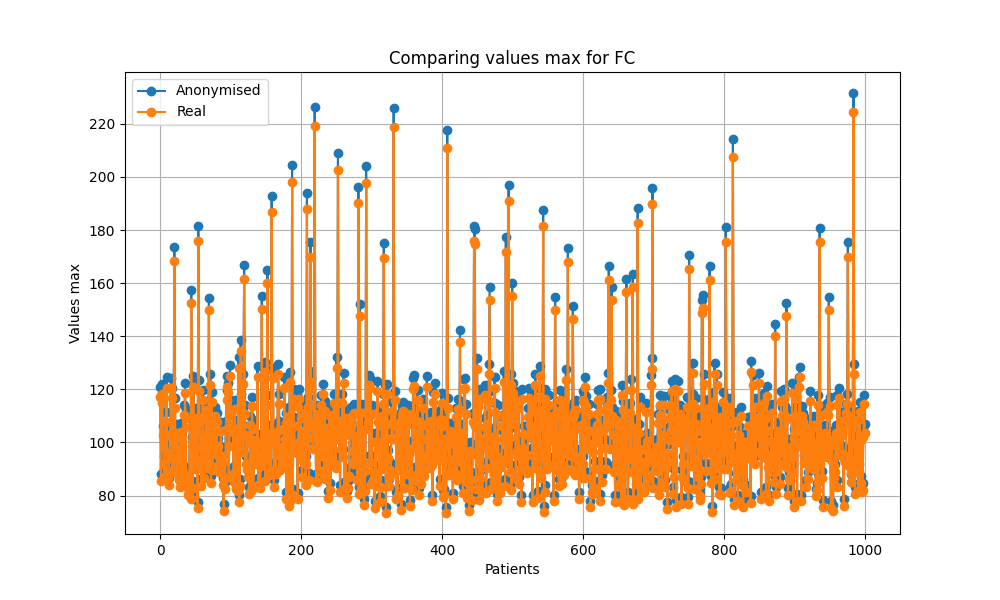 Comparing values max for FC
Anonymised
Real
Values max
220
200
180
160
140
120
100
80
0 200 400 600 800 1000
Patients